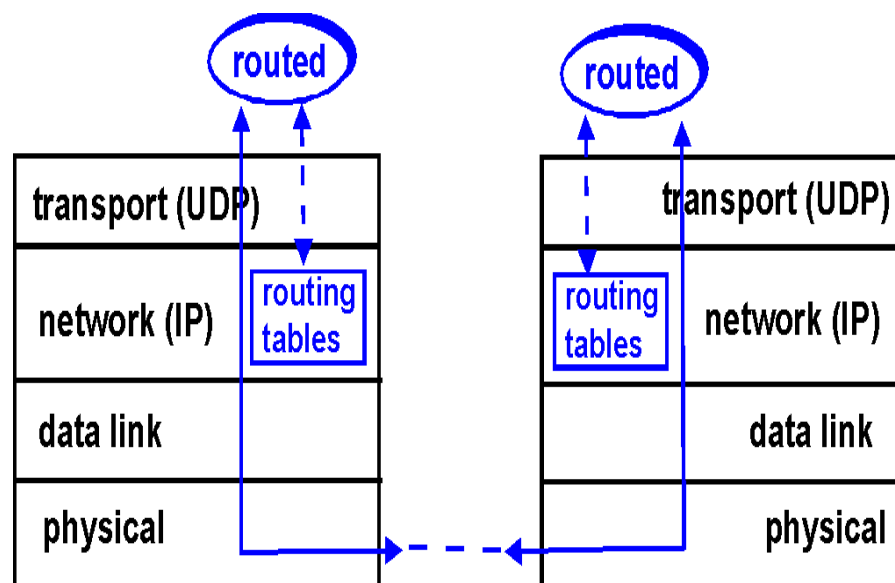 routed
transport (UDP)
routing
tables
network (IP)
data link
physical
routed
transport (UDP)
routing
tables
network (IP)
data link
physical